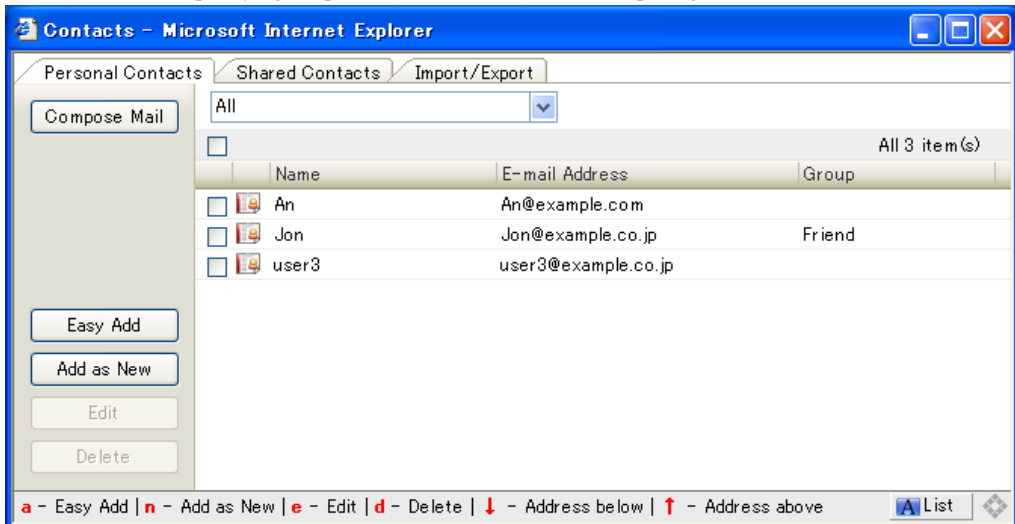 Contacts - Microsoft Internet Explorer
Personal Contacts Shared Contacts Import/Export
Compose Mail All
All 3 item(s)
Name E-mail Address Group
An An@example.com
Jon Jon@example.co.jp Friend
user3 user3@example.co.jp
Easy Add
Add as New
Edit
Delete
a - Easy Add | n - Add as New | e - Edit | d - Delete | ↓ - Address below | ↑ - Address above A List